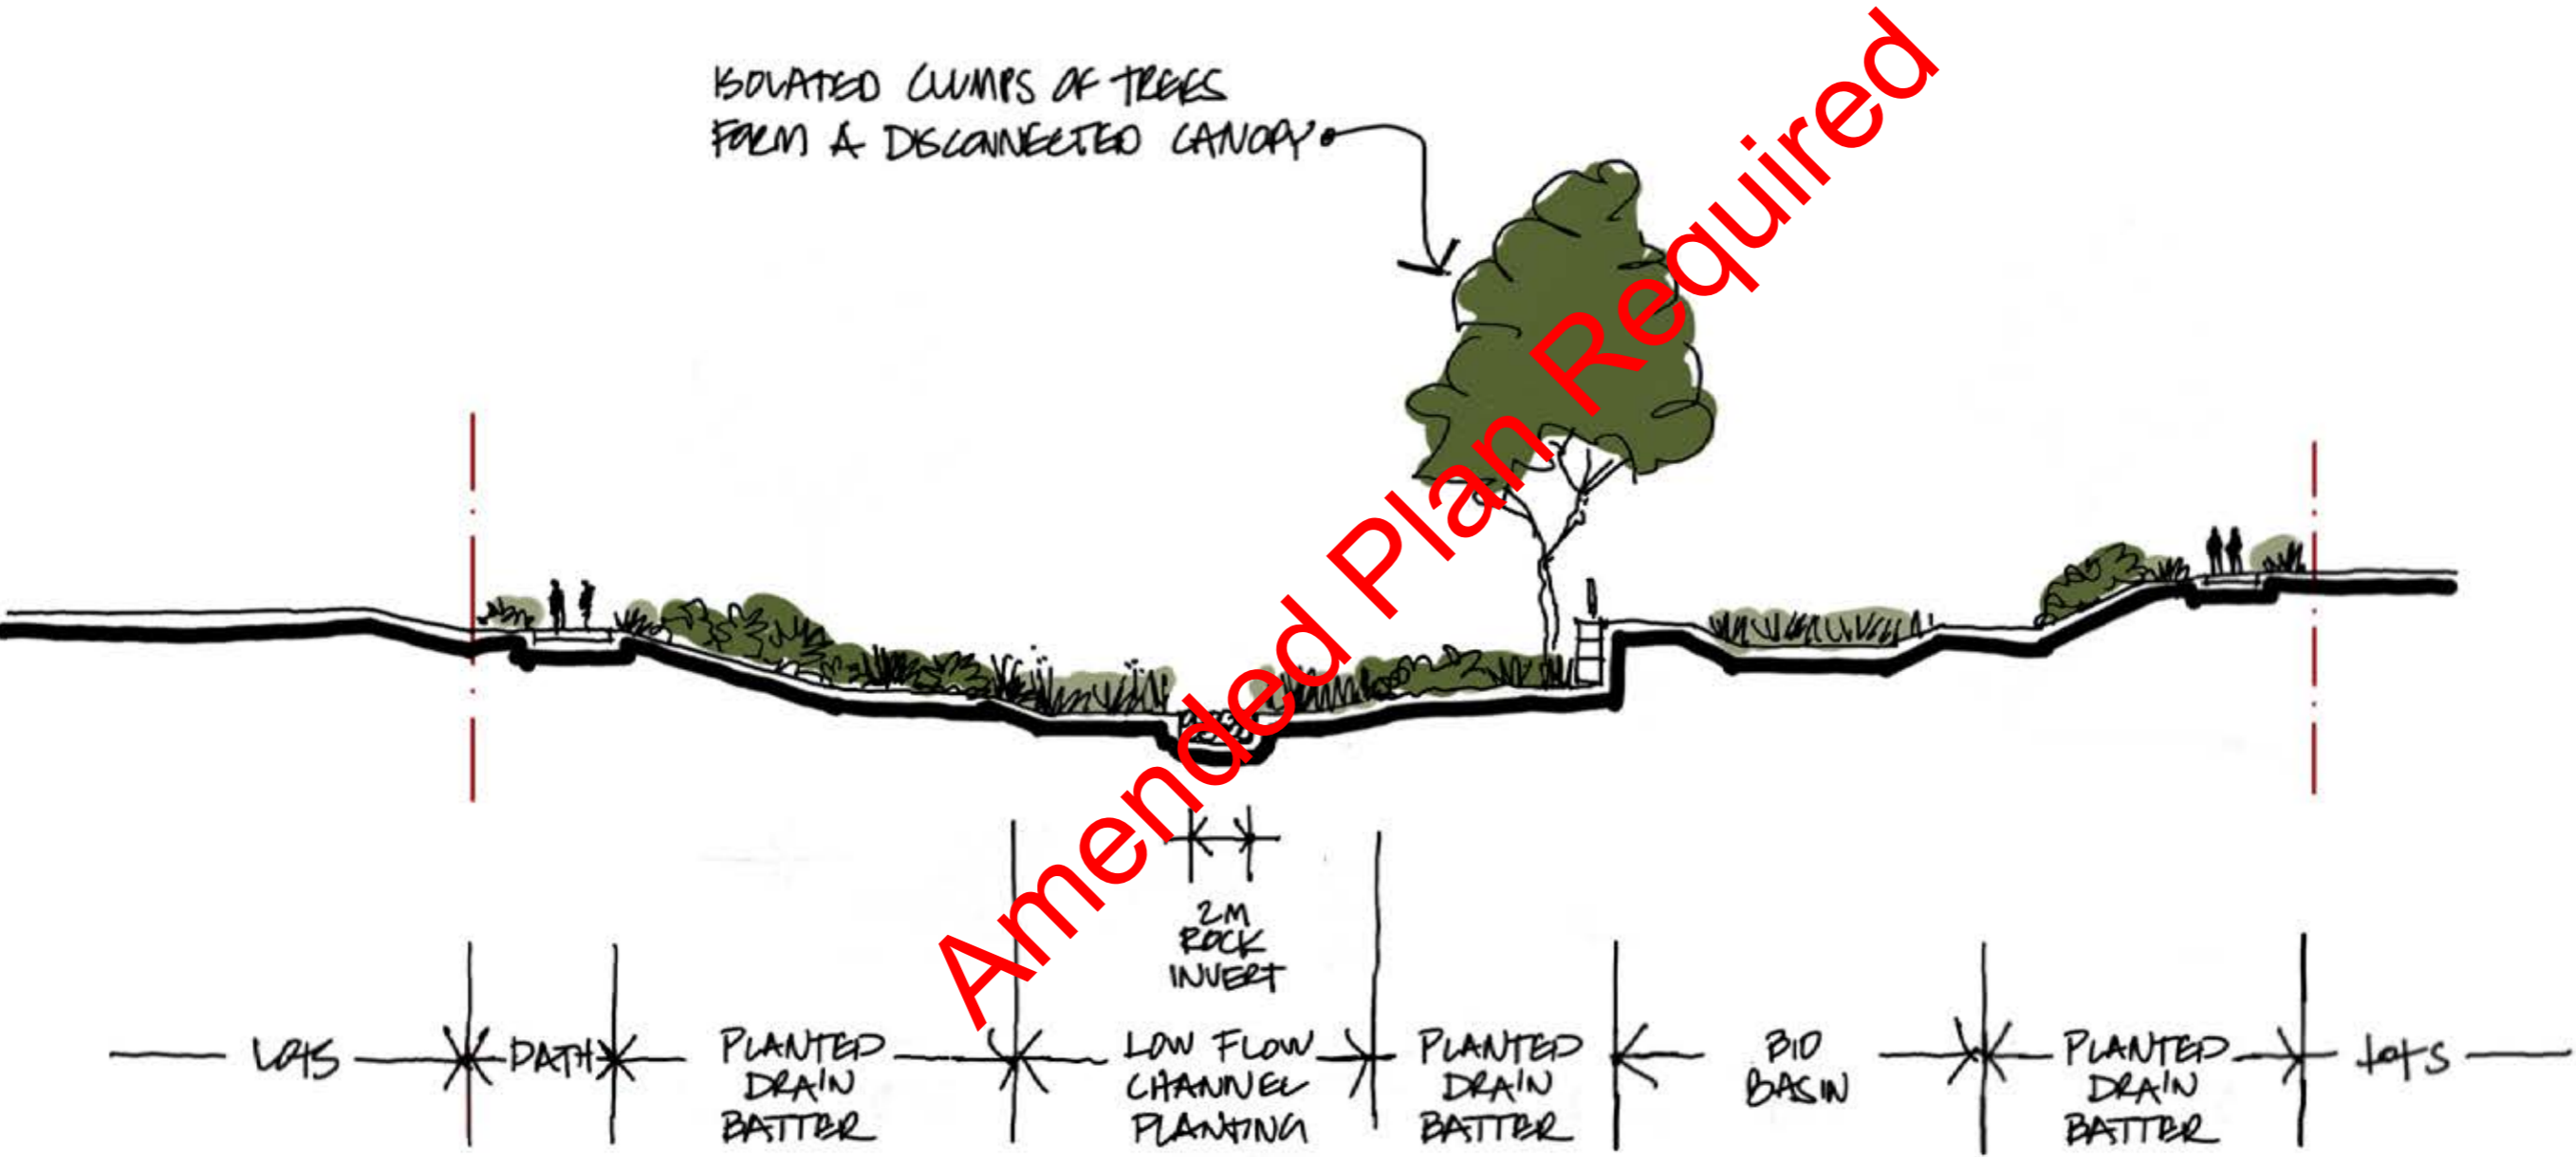 ISOLATED CLUMPS OF TREES
FORM A DISCONNECTED CANOPY
Amended Plan Required
2M
ROCK
INVERT
LOTS
PATH
PLANTED
DRAIN
BATTER
LOW FLOW
CHANNEL
PLANTING
PLANTED
DRAIN
BATTER
BIO
BASIN
PLANTED
DRAIN
BATTER
LOTS